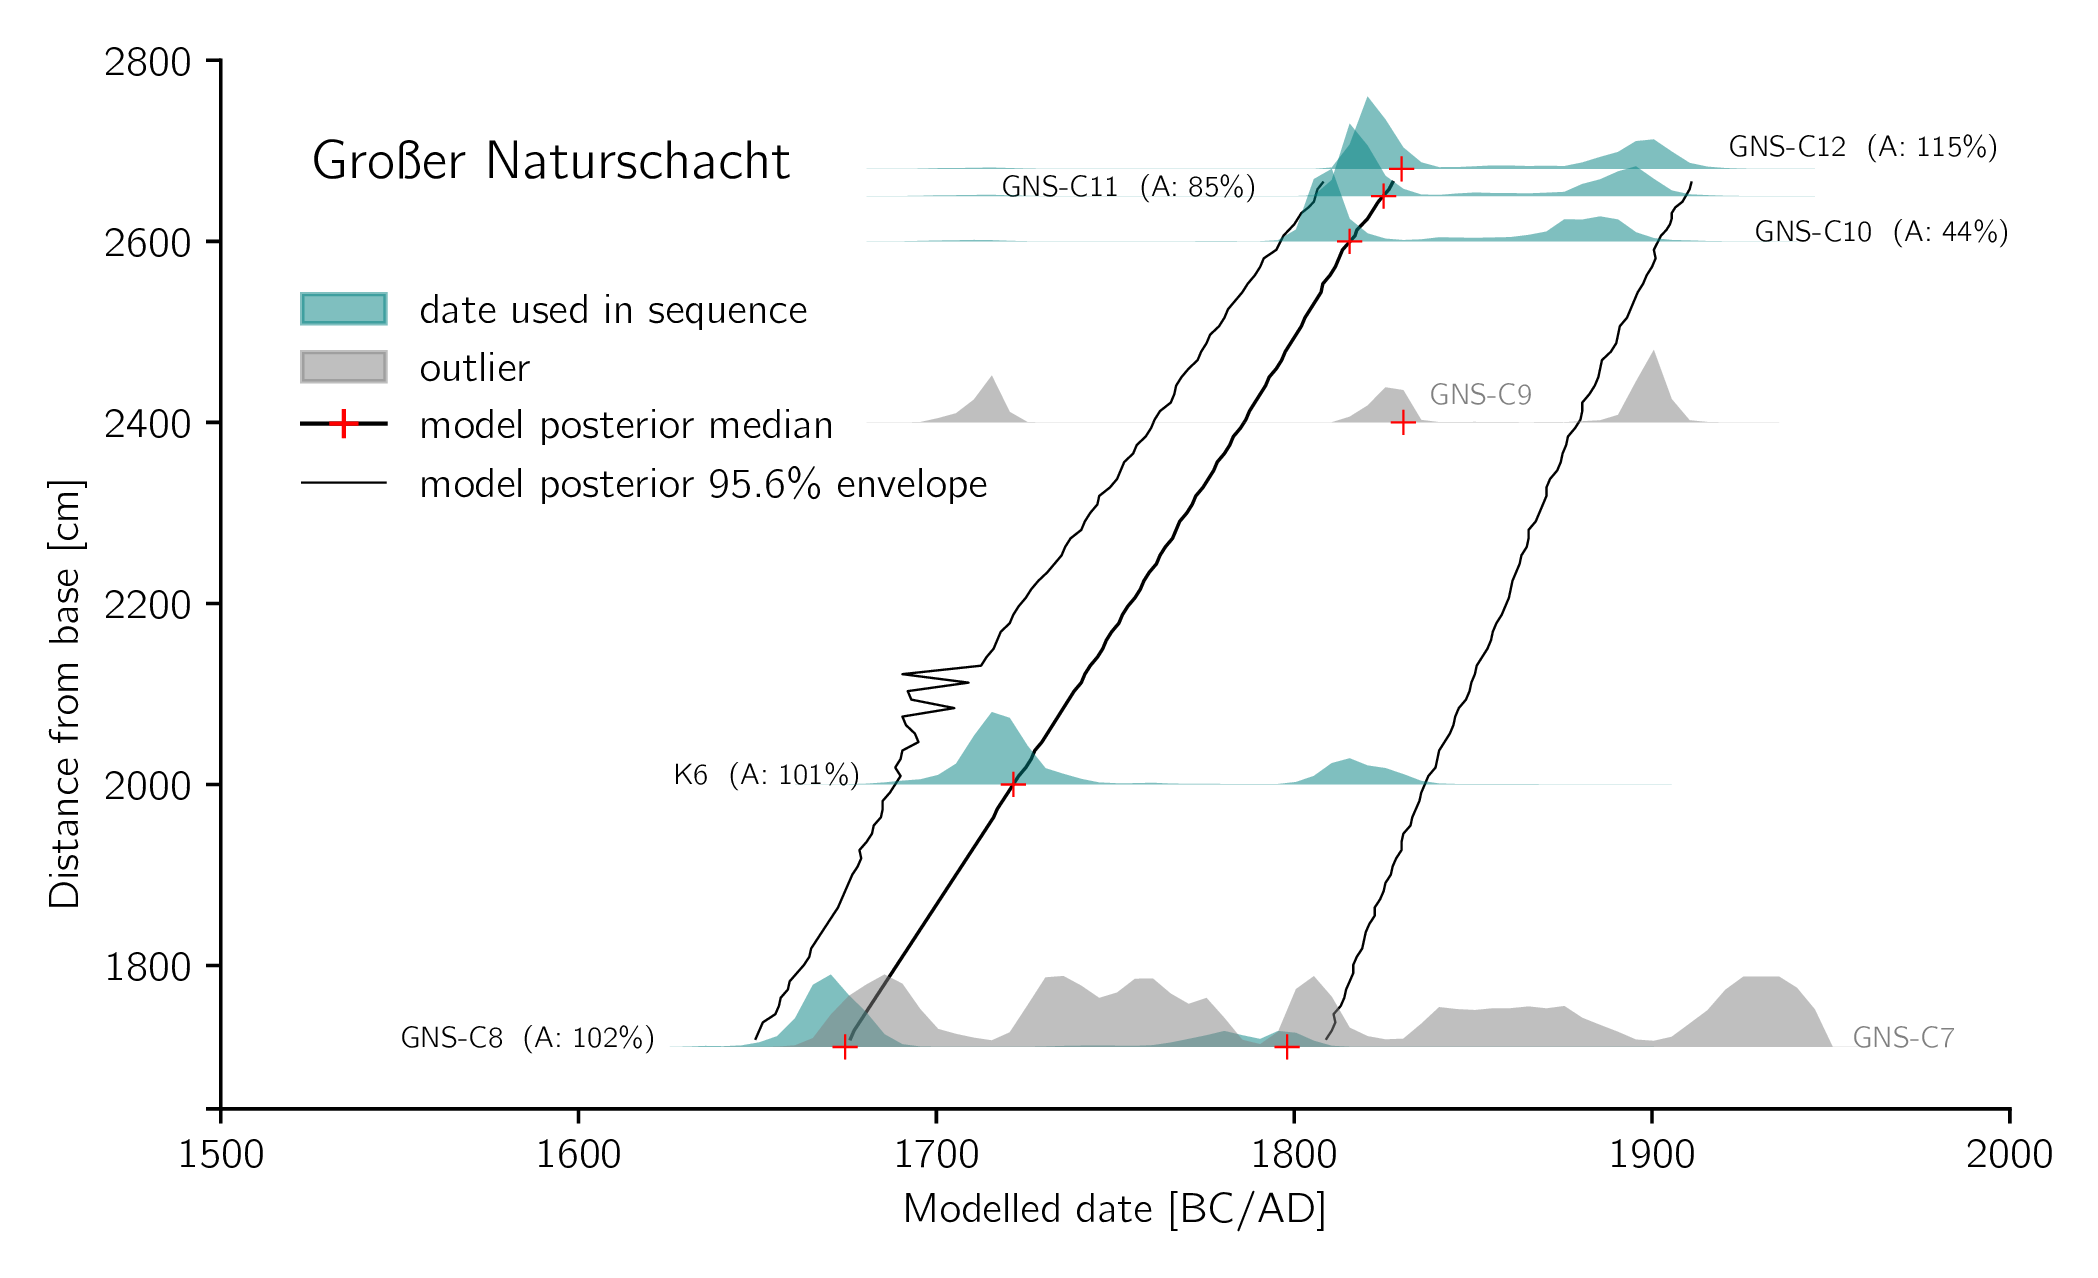 2800
Großer Naturschacht
GNS-C12 (A: 115%)
GNS-C11 (A: 85%)
GNS-C10 (A: 44%)
2600
date used in sequence
outlier
model posterior median
model posterior 95.6% envelope
GNS-C9
2400
2200
K6 (A: 101%)
2000
1800
GNS-C8 (A: 102%)
GNS-C7
Distance from base [cm]
1500 1600 1700 1800 1900 2000
Modelled date [BC/AD]